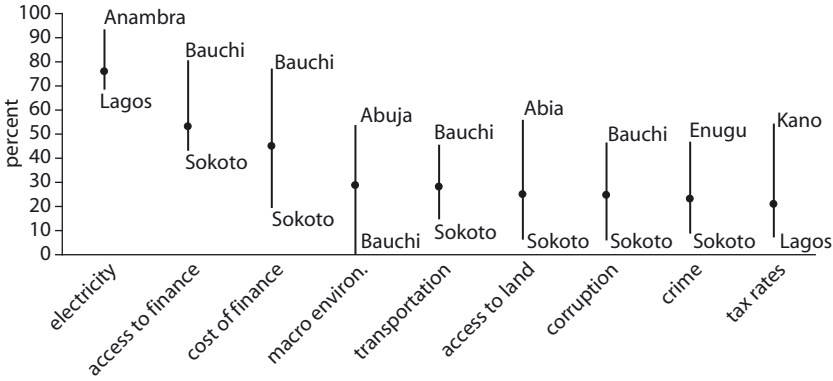 percent
100
90
80
70
60
50
40
30
20
10
0
Anambra
Lagos
Bauchi
Sokoto
Bauchi
Sokoto
Abuja
Bauchi
Bauchi
Sokoto
Abia
Sokoto
Bauchi
Sokoto
Enugu
Sokoto
Kano
Lagos
electricity
access to finance
cost of finance
macro environ.
transportation
access to land
corruption
crime
tax rates